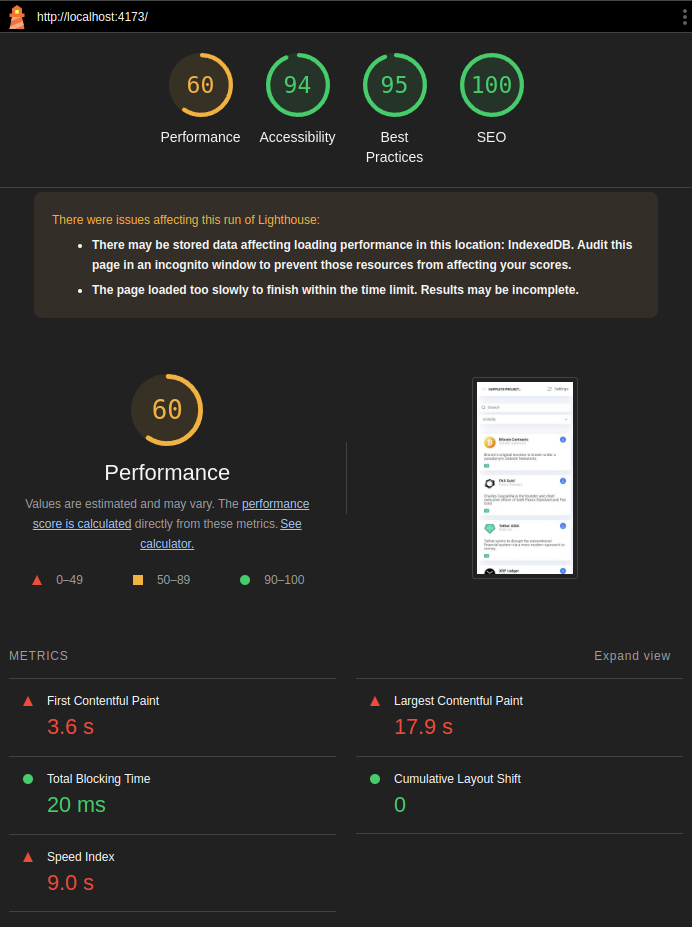 http://localhost:4173/
60
94
95
100
Performance
Accessibility
Best
Practices
SEO
There were issues affecting this run of Lighthouse:
There may be stored data affecting loading performance in this location: IndexedDB. Audit this
page in an incognito window to prevent those resources from affecting your scores.
The page loaded too slowly to finish within the time limit. Results may be incomplete.
60
Performance
Values are estimated and may vary. The performance
score is calculated directly from these metrics. See
calculator.
0–49
50–89
90–100
Settings
Search
METRICS
Expand view
First Contentful Paint
3.6 s
Largest Contentful Paint
17.9 s
Total Blocking Time
20 ms
Cumulative Layout Shift
0
Speed Index
9.0 s